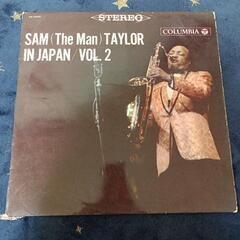 STEREO
SAM (The Man) TAYLOR
IN JAPAN / VOL. 2
COLUMBIA